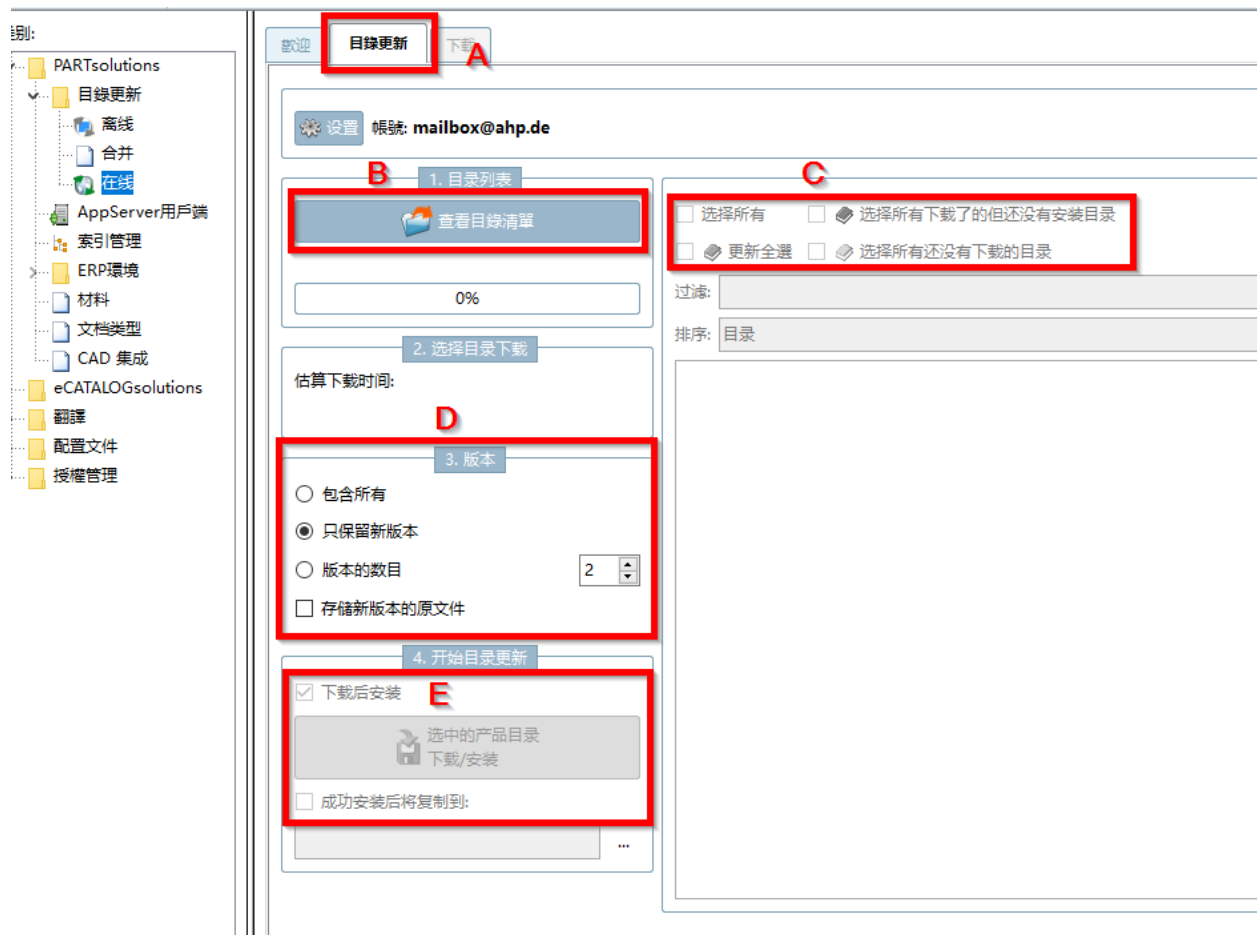 类别:
PARTsolutions
目錄更新
离线
合并
在线
AppServer用戶端
索引管理
ERP環境
材料
文档类型
CAD 集成
eCATALOGsolutions
翻譯
配置文件
授權管理
歡迎
目錄更新
下载
A
设置
帳號: mailbox@ahp.de
B
1. 目录列表
查看目錄清單
0%
2. 选择目录下载
估算下载时间:
D
3. 版本
包含所有
只保留新版本
版本的数目
2
存储新版本的原文件
4. 开始目录更新
下载后安装
E
选中的产品目录
下载/安装
成功安装后将复制到:
...
C
选择所有
选择所有下载了的但还没有安装目录
更新全選
选择所有还没有下载的目录
过滤:
排序: 目录